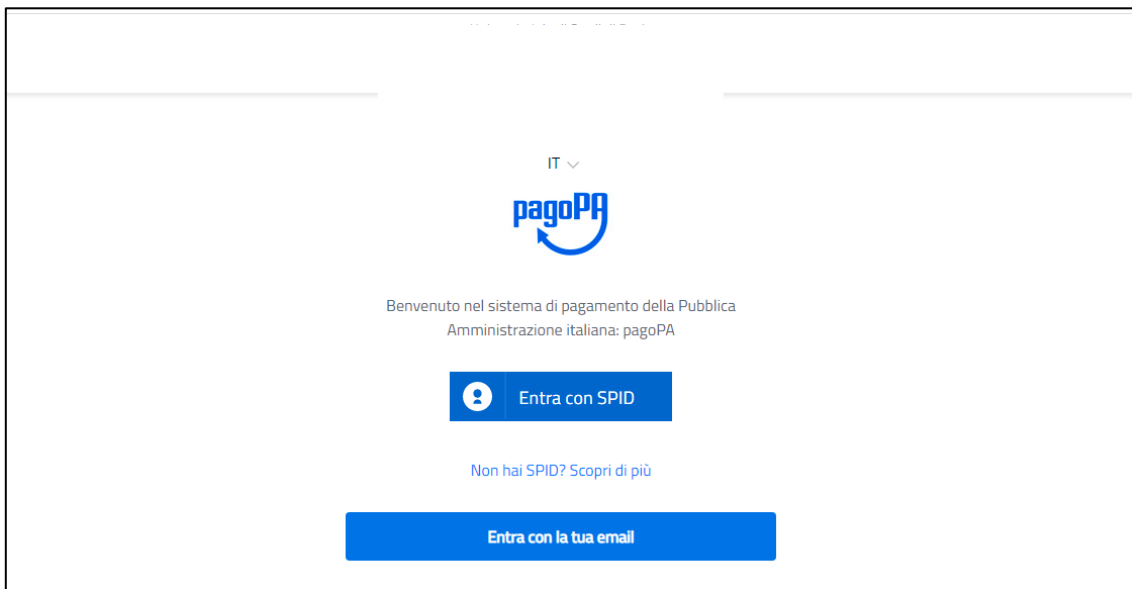 IT
pagoPA
Benvenuto nel sistema di pagamento della Pubblica
Amministrazione italiana: pagoPA
Entra con SPID
Non hai SPID? Scopri di più
Entra con la tua email